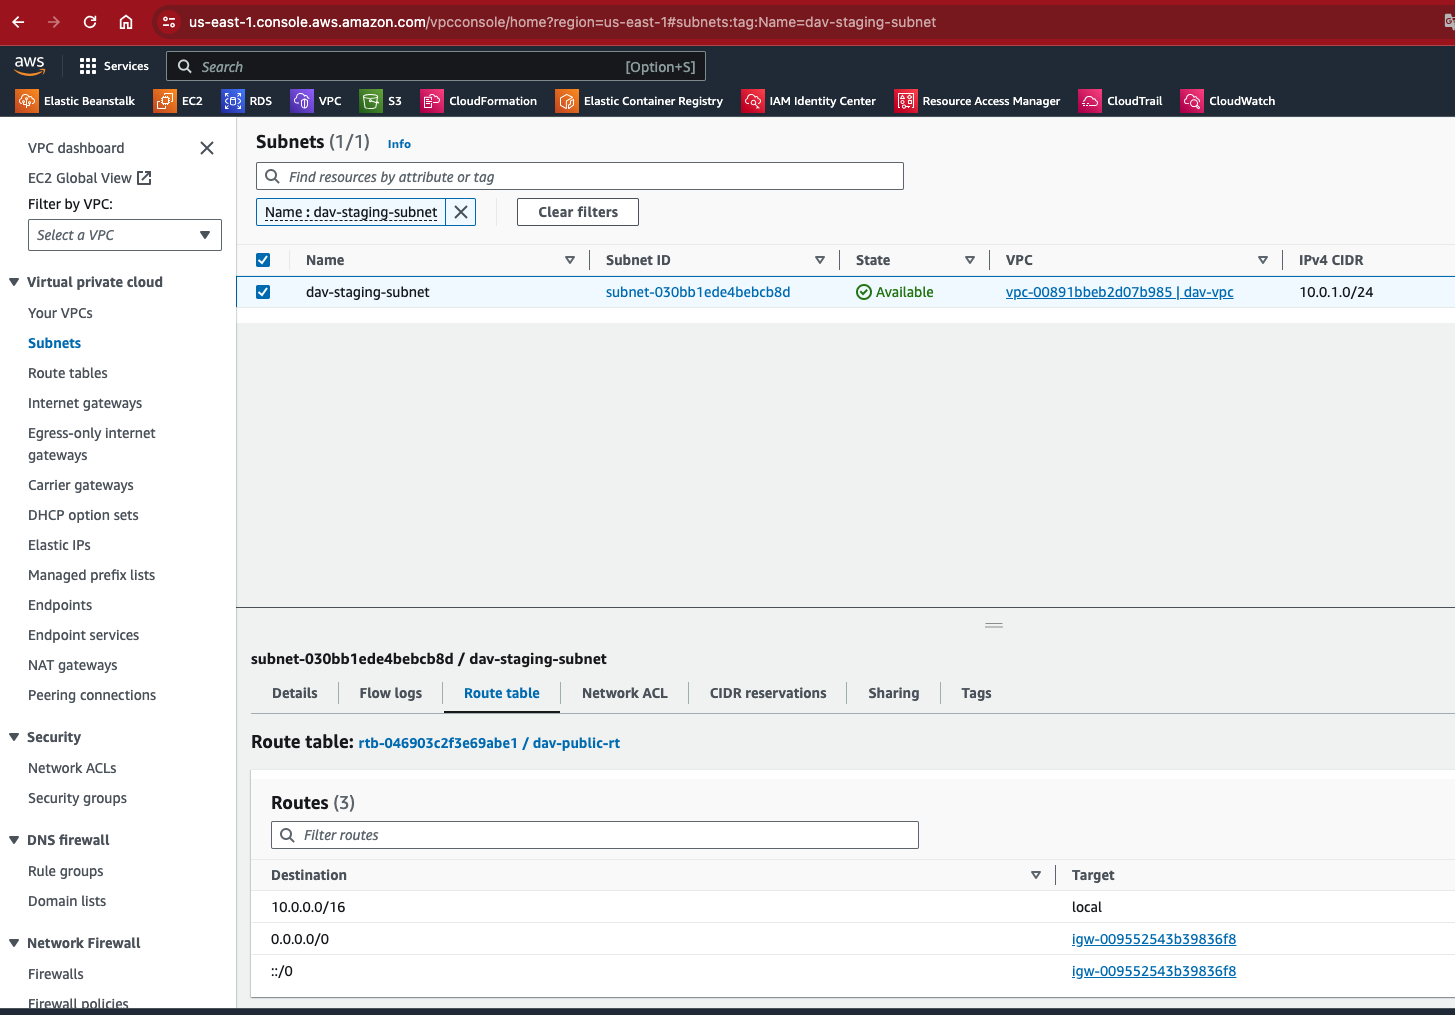 us-east-1.console.aws.amazon.com/vpcconsole/home?region=us-east-1#subnets:tag:Name=dav-staging-subnet
aws
Services
Search
[Option+S]
Elastic Beanstalk
EC2
RDS
VPC
S3
CloudFormation
Elastic Container Registry
IAM Identity Center
Resource Access Manager
CloudTrail
CloudWatch
VPC dashboard
EC2 Global View
Filter by VPC:
Select a VPC
Virtual private cloud
Your VPCs
Subnets
Route tables
Internet gateways
Egress-only internet
gateways
Carrier gateways
DHCP option sets
Elastic IPs
Managed prefix lists
Endpoints
Endpoint services
NAT gateways
Peering connections
Security
Network ACLs
Security groups
DNS firewall
Rule groups
Domain lists
Network Firewall
Firewalls
Firewall policies
Subnets (1/1) Info
Find resources by attribute or tag
Name : dav-staging-subnet
Clear filters
Name Subnet ID State VPC IPv4 CIDR
dav-staging-subnet subnet-030bb1ede4bebcb8d Available vpc-00891bbeb2d07b985 | dav-vpc 10.0.1.0/24
subnet-030bb1ede4bebcb8d / dav-staging-subnet
Details Flow logs Route table Network ACL CIDR reservations Sharing Tags
Route table: rtb-046903c2f3e69abe1 / dav-public-rt
Routes (3)
Filter routes
Destination Target
10.0.0.0/16 local
0.0.0.0/0 igw-009552543b39836f8
::/0 igw-009552543b39836f8